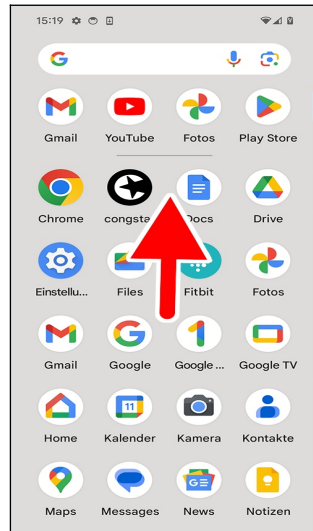 15:19
Gmail YouTube Fotos Play Store
Chrome congsta Docs Drive
Einstellu... Files Fitbit Fotos
Gmail Google Google ... Google TV
11
Home Kalender Kamera Kontakte
GE
Maps Messages News Notizen